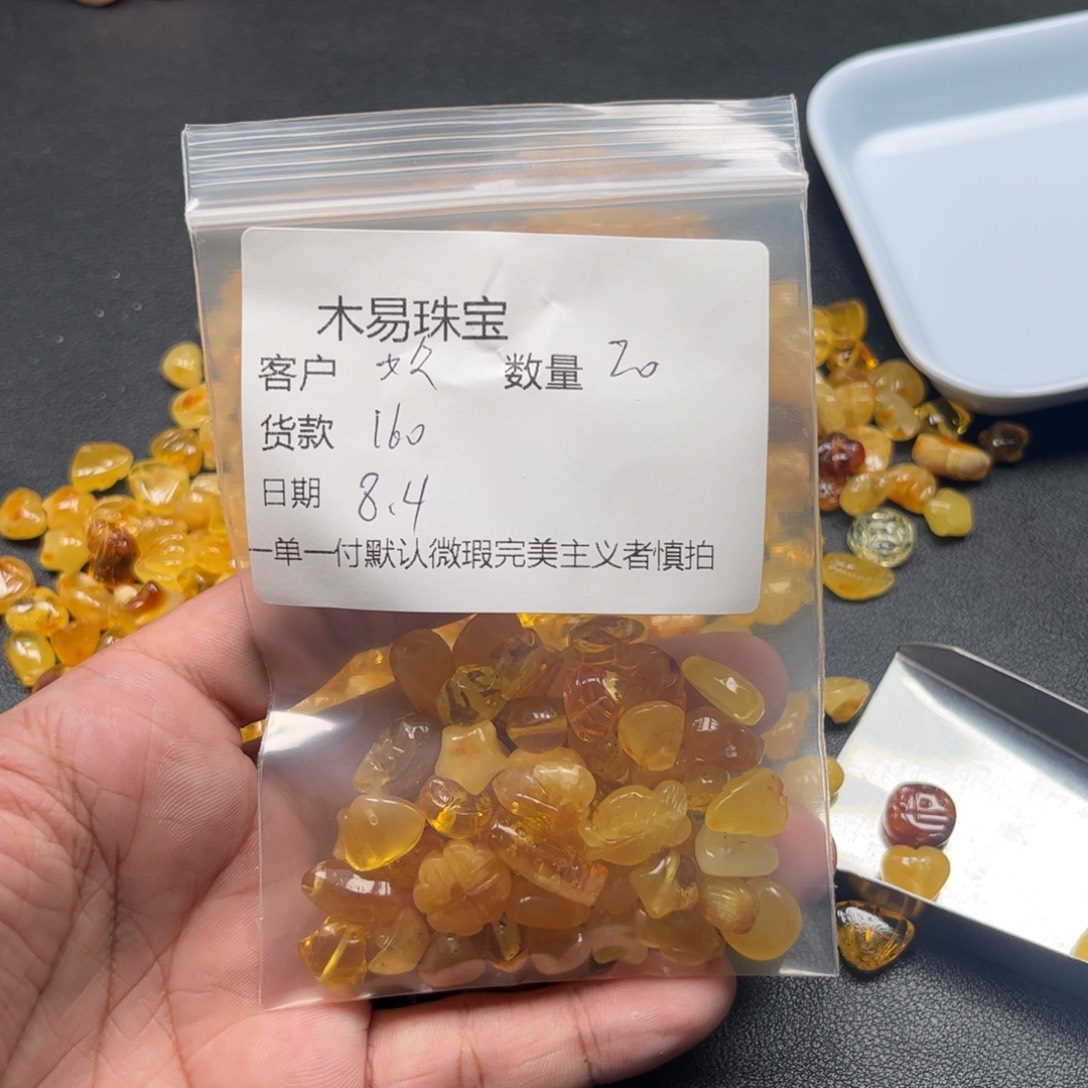 木易珠宝
客户 数量 20
货款 160
日期 8.4
一单一付默认微瑕完美主义者慎拍